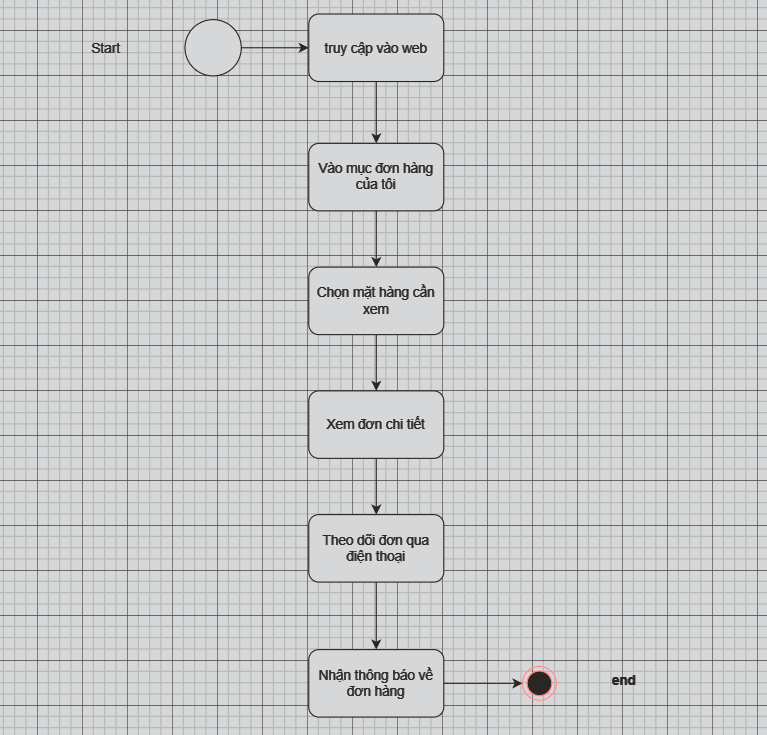 Start
truy cập vào web
Vào mục đơn hàng
của tôi
Chọn mặt hàng cần
xem
Xem đơn chi tiết
Theo dõi đơn qua
điện thoại
Nhận thông báo về
đơn hàng
end